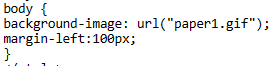 body {
background-image: url("paper1.gif");
margin-left:100px;
}